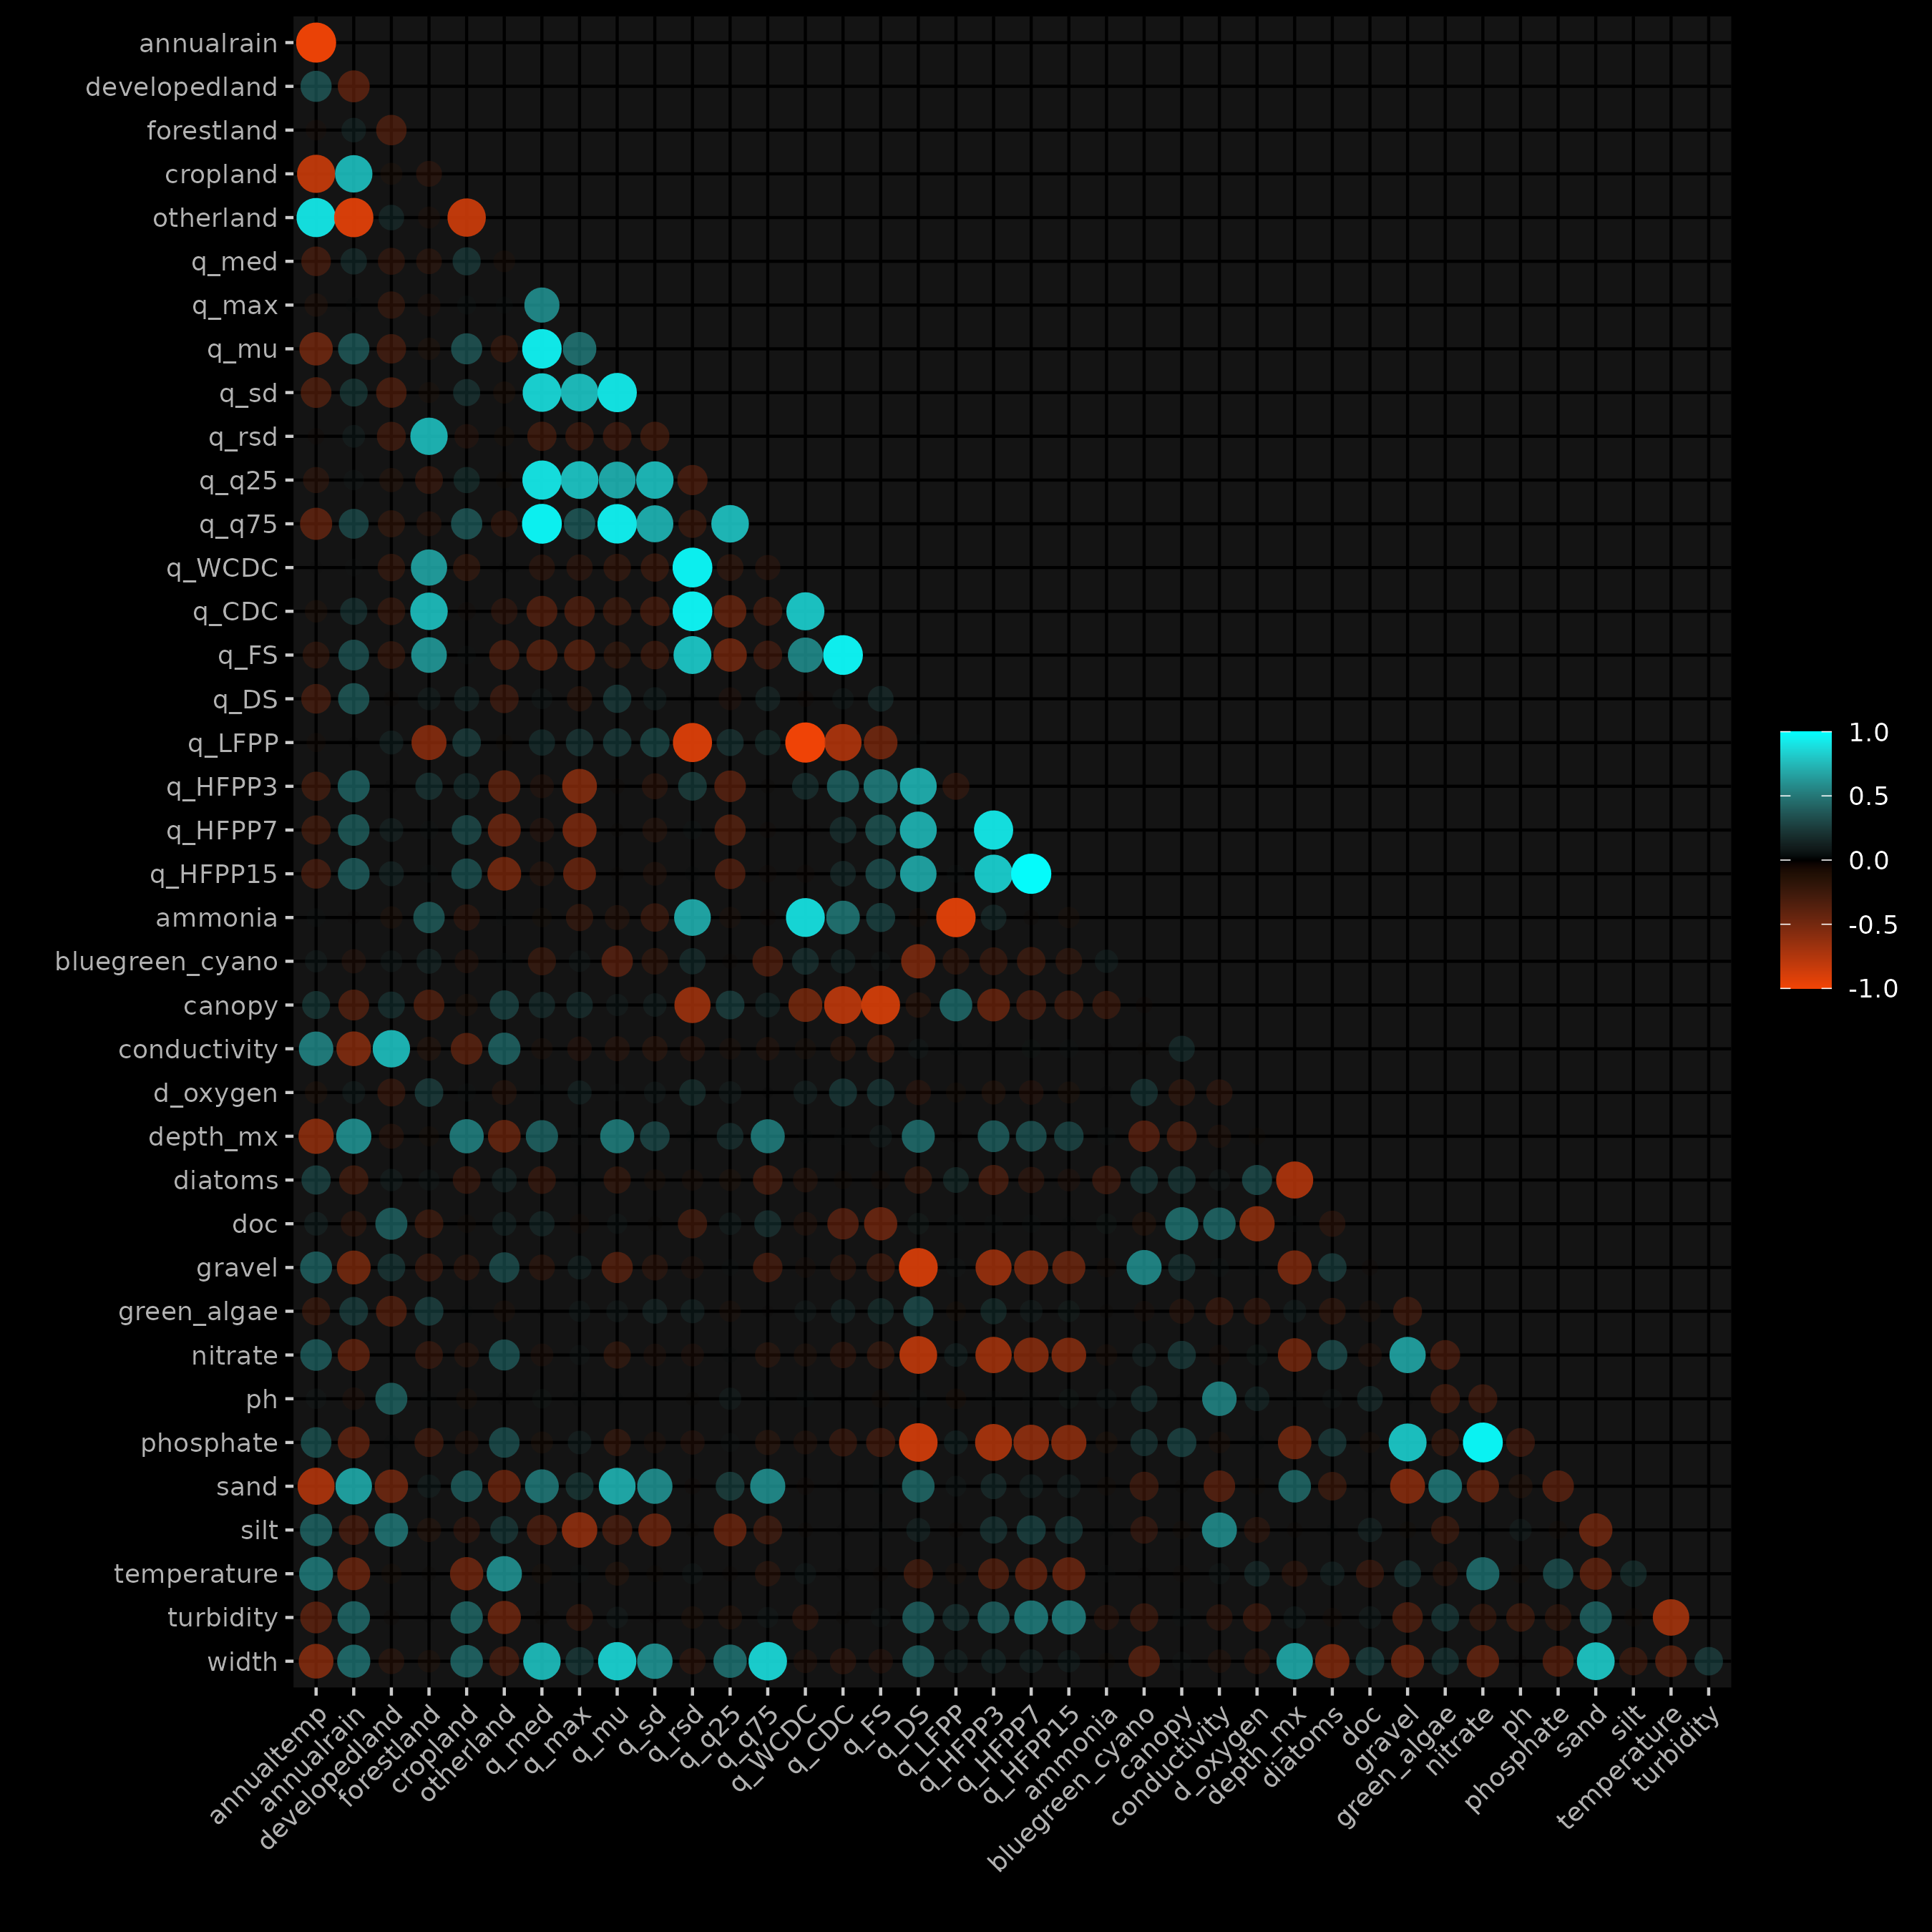 annualrain
developedland
forestland
cropland
otherland
q_med
q_max
q_mu
q_sd
q_rsd
q_q25
q_q75
q_WCDC
q_CDC
q_FS
q_DS
q_LFPP
q_HFPP3
q_HFPP7
q_HFPP15
ammonia
bluegreen_cyano
canopy
conductivity
d_oxygen
depth_mx
diatoms
doc
gravel
green_algae
nitrate
ph
phosphate
sand
silt
temperature
turbidity
width
annualtemp
annualrain
developedland
forestland
cropland
otherland
q_med
q_max
q_mu
q_sd
q_rsd
q_q25
q_q75
q_WCDC
q_CDC
q_FS
q_DS
q_LFPP
q_HFPP3
q_HFPP7
q_HFPP15
ammonia
bluegreen_cyano
canopy
conductivity
d_oxygen
depth_mx
diatoms
doc
gravel
green_algae
nitrate
ph
phosphate
sand
silt
temperature
turbidity
1.0
0.5
0.0
-0.5
-1.0